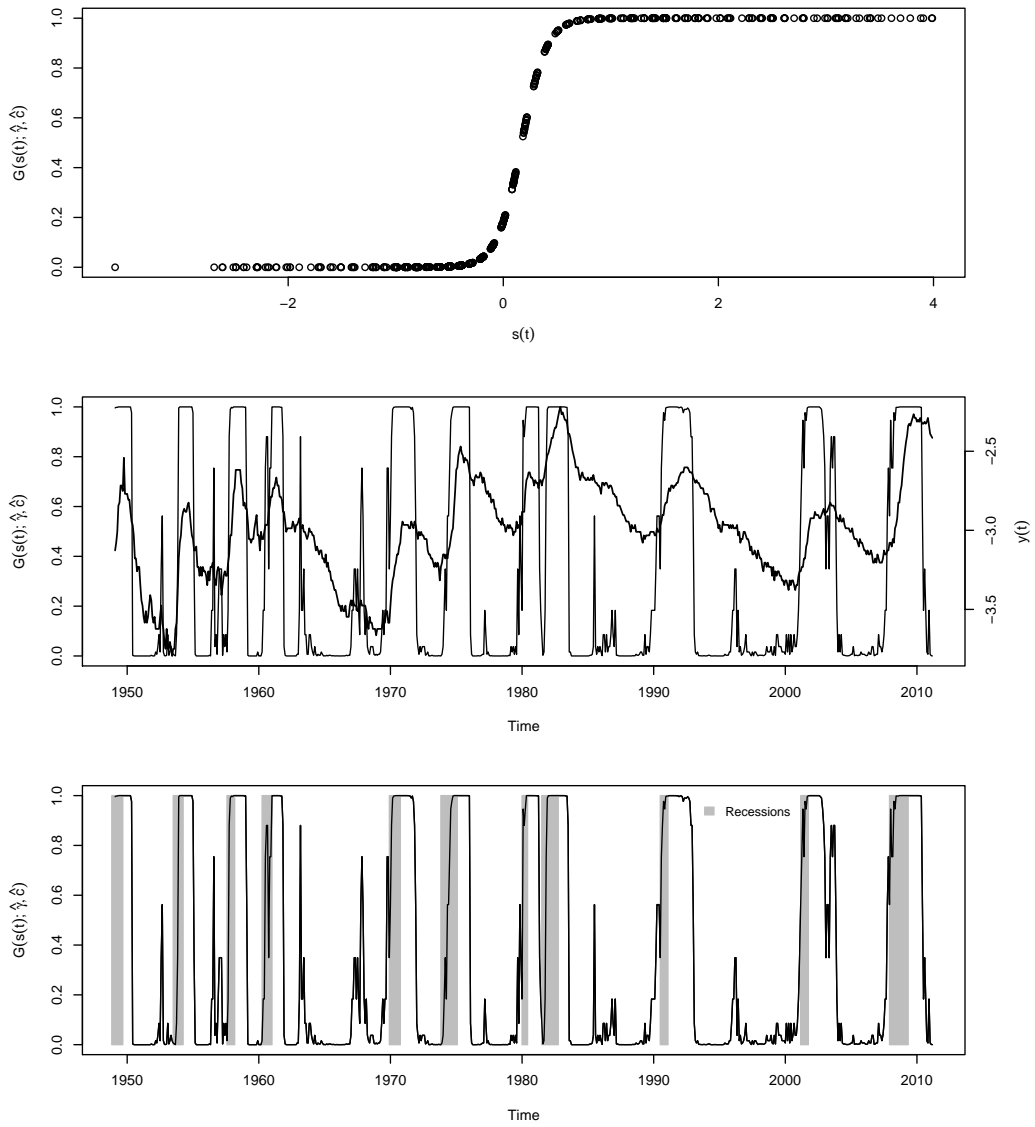 G(s(t); γ̂, ĉ)
0.0 0.2 0.4 0.6 0.8 1.0
−2 0 2 4
s(t)
G(s(t); γ̂, ĉ)
0.0 0.2 0.4 0.6 0.8 1.0
−3.5 −3.0 −2.5
y(t)
1950 1960 1970 1980 1990 2000 2010
Time
G(s(t); γ̂, ĉ)
0.0 0.2 0.4 0.6 0.8 1.0
Recessions
1950 1960 1970 1980 1990 2000 2010
Time